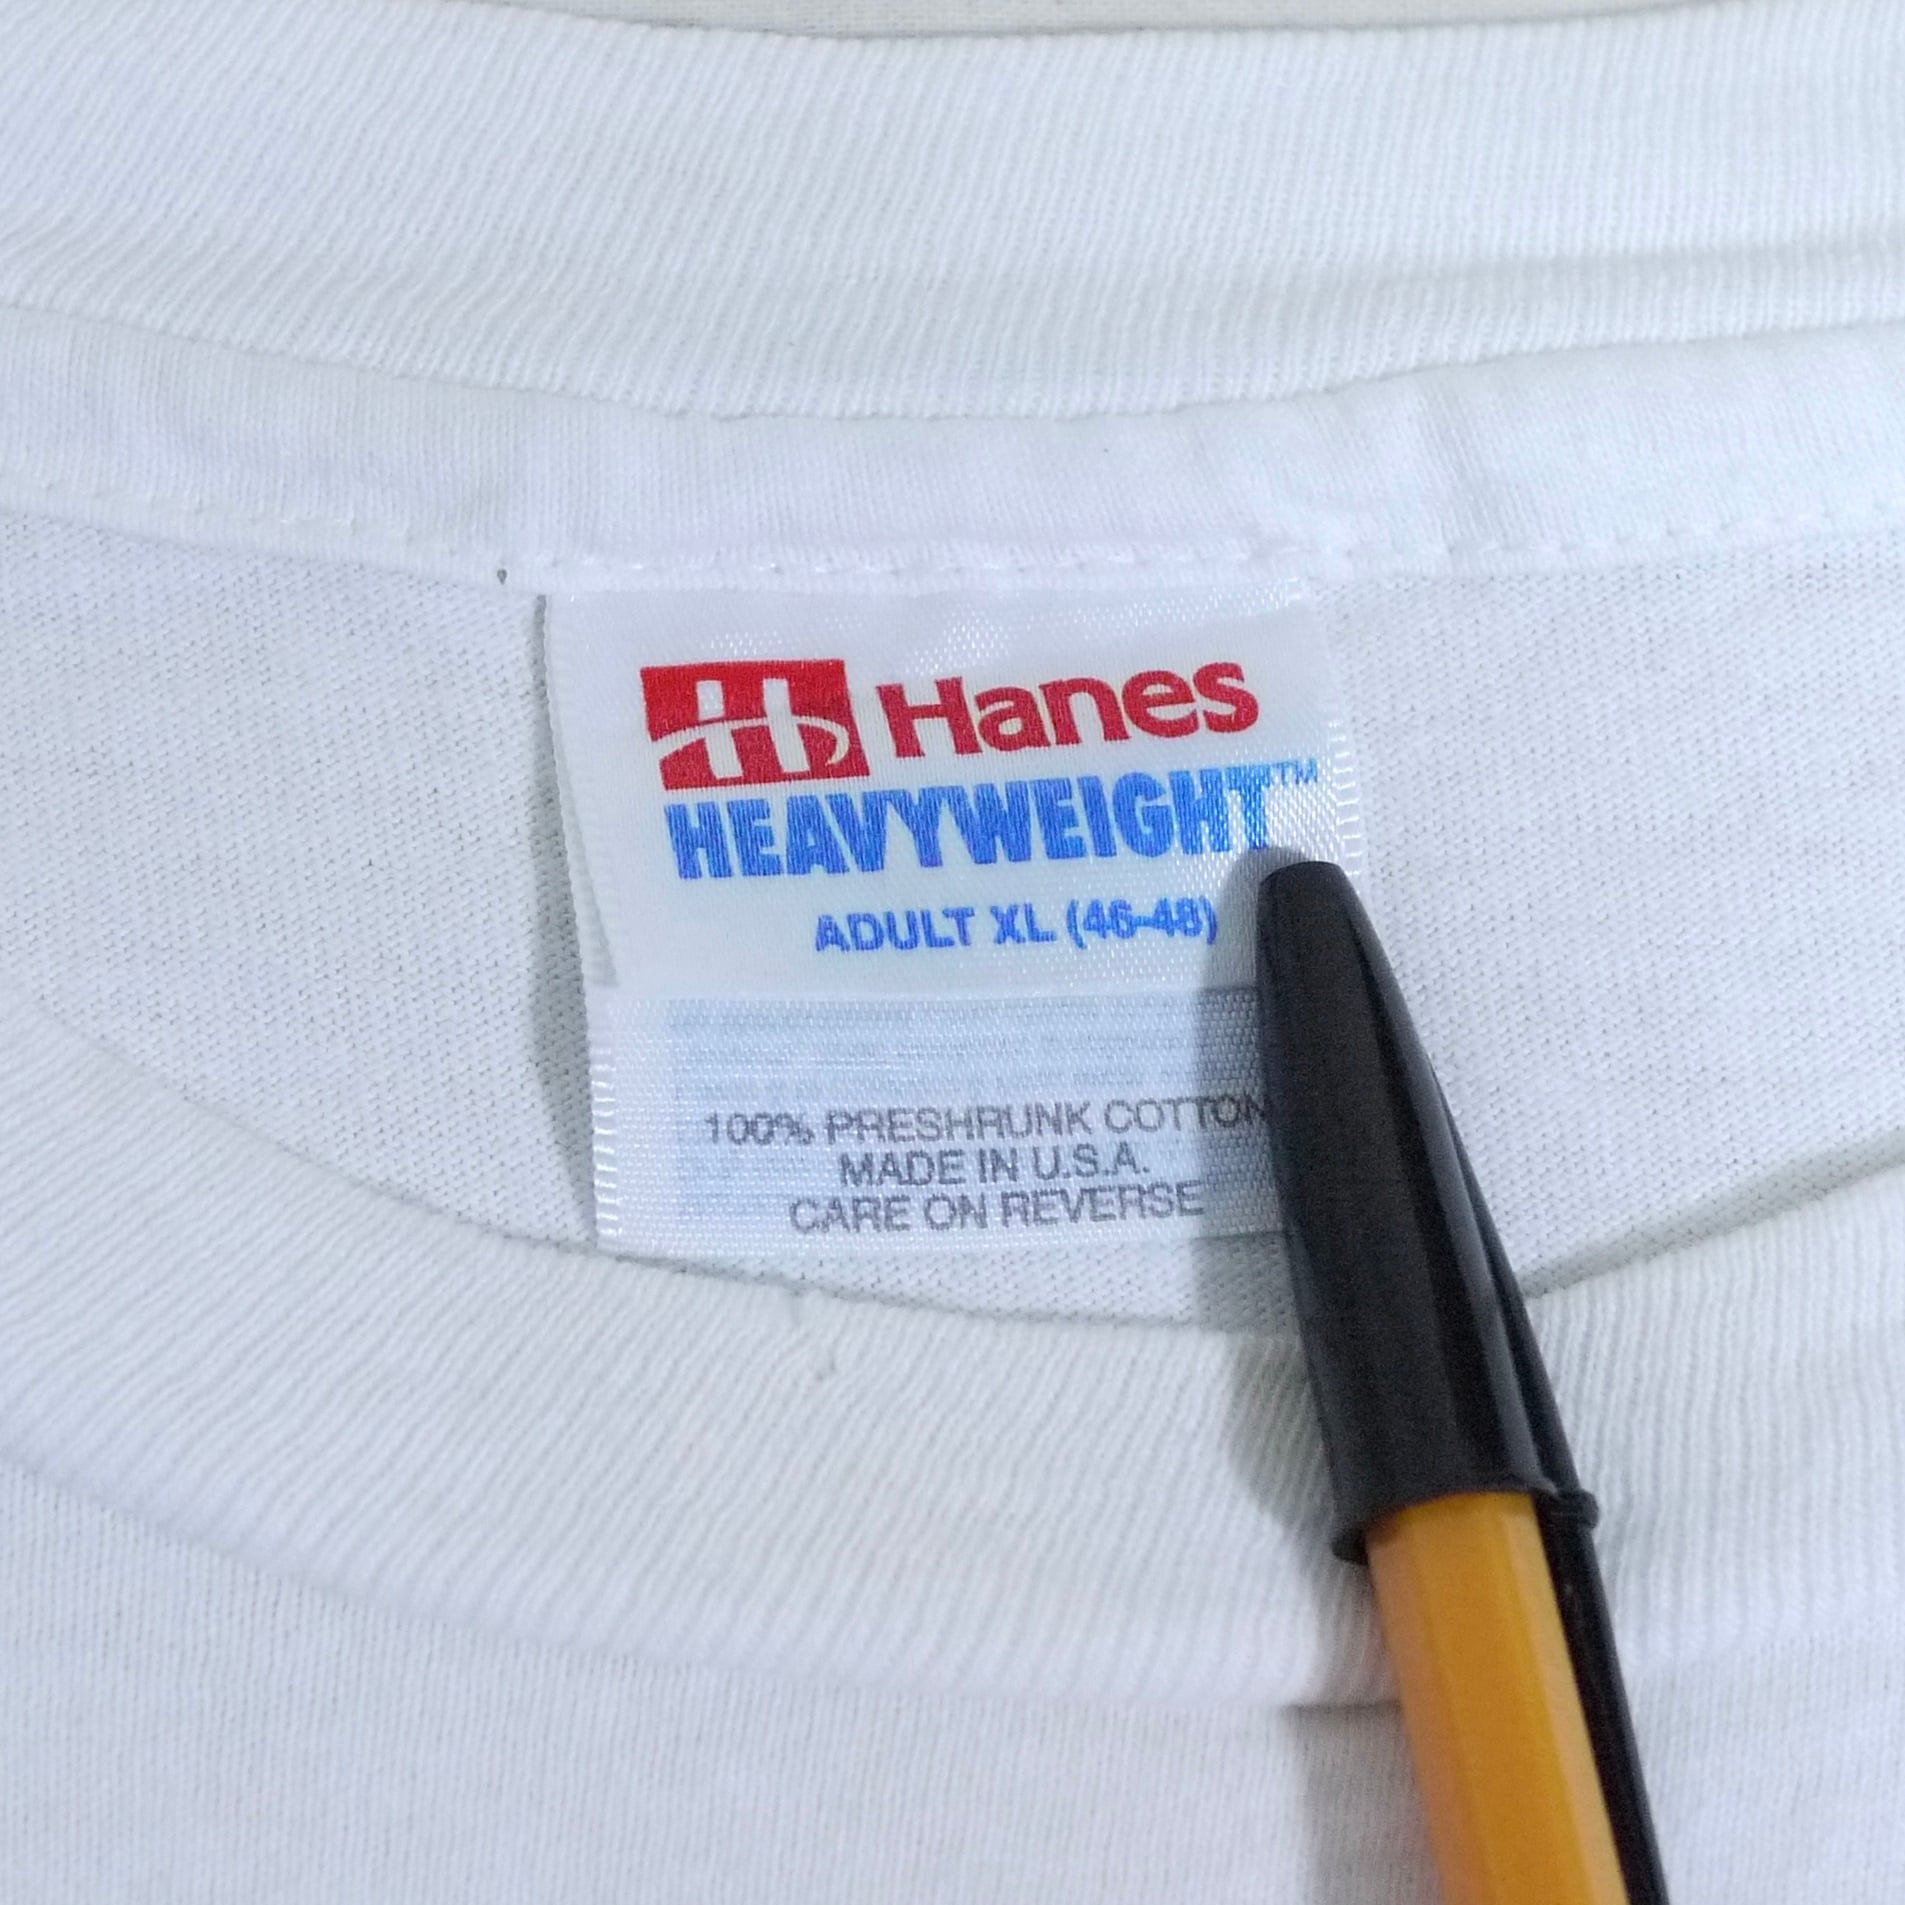 Hanes
HEAVYWEIGHT™
ADULT XL (46-48)
100% PRESHRUNK COTTON
MADE IN U.S.A.
CARE ON REVERSE